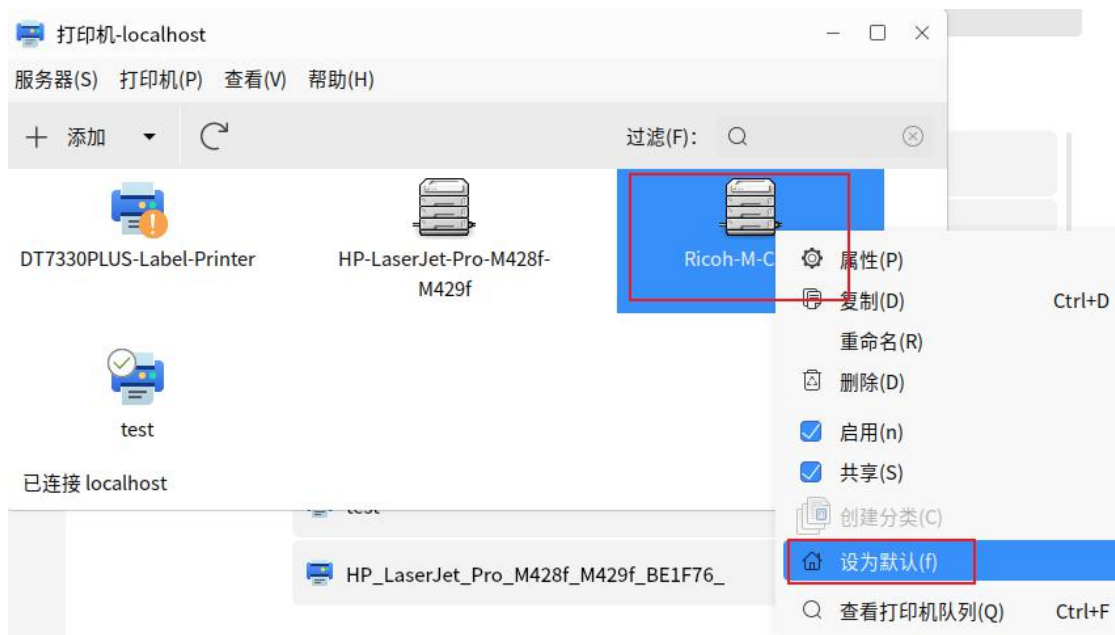 打印机-localhost
服务器(S) 打印机(P) 查看(V) 帮助(H)
添加 过滤(F):
DT7330PLUS-Label-Printer
HP-LaserJet-Pro-M428f-
M429f
Ricoh-M-C
test
已连接 localhost
属性(P)
复制(D) Ctrl+D
重命名(R)
删除(D)
启用(n)
共享(S)
创建分类(C)
设为默认(f)
查看打印机队列(Q) Ctrl+F
test
HP_LaserJet_Pro_M428f_M429f_BE1F76_